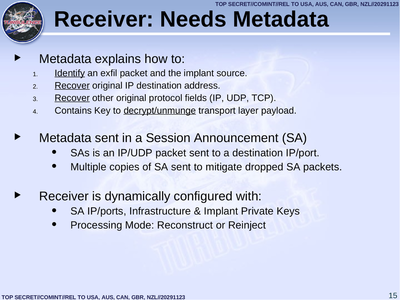 TOP SECRET//COMINT//REL TO USA, AUS, CAN, GBR, NZL//20291123
Receiver: Needs Metadata
Metadata explains how to:
1. Identify an exfil packet and the implant source.
2. Recover original IP destination address.
3. Recover other original protocol fields (IP, UDP, TCP).
4. Contains Key to decrypt/unmunge transport layer payload.
Metadata sent in a Session Announcement (SA)
• SAs is an IP/UDP packet sent to a destination IP/port.
• Multiple copies of SA sent to mitigate dropped SA packets.
Receiver is dynamically configured with:
• SA IP/ports, Infrastructure & Implant Private Keys
• Processing Mode: Reconstruct or Reinject
TURBULENCE
TOP SECRET//COMINT//REL TO USA, AUS, CAN, GBR, NZL//20291123
15